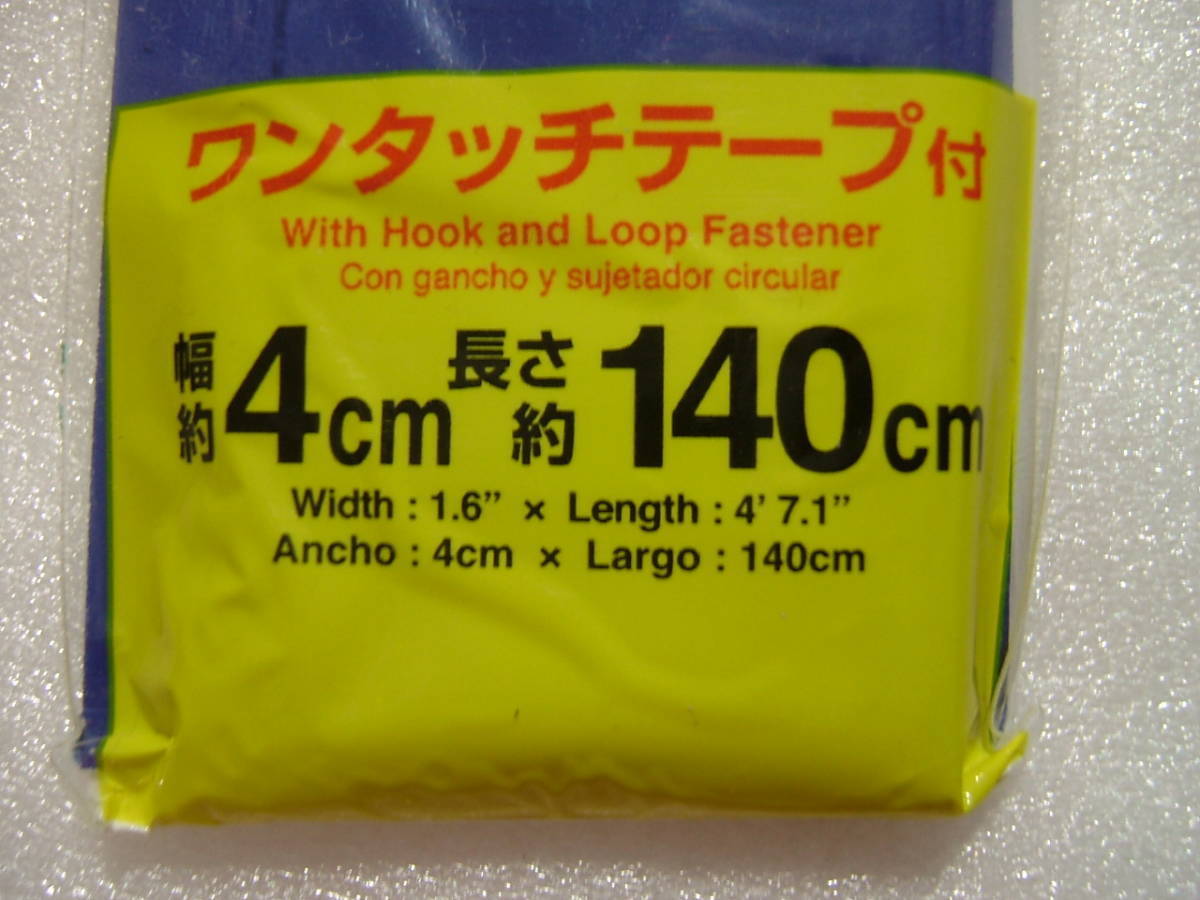 ワンタッチテープ付
With Hook and Loop Fastener
Con gancho y sujetador circular
幅約4cm 長さ約140cm
Width : 1.6” × Length : 4’ 7.1”
Ancho : 4cm × Largo : 140cm